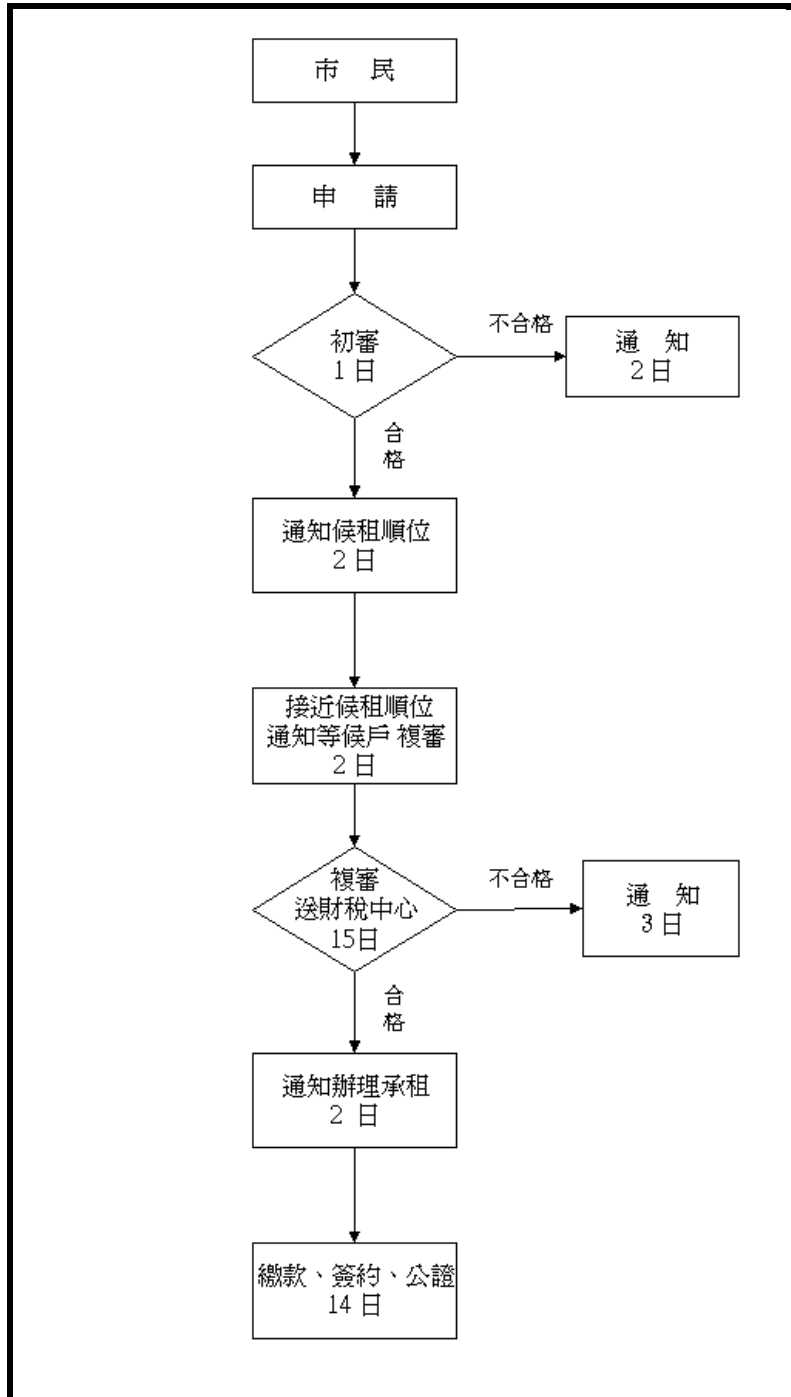 市 民
申 請
初審
1 日
不合格
通 知
2 日
合
格
通知候租順位
2 日
接近候租順位
通知等候戶 複審
2 日
複審
送財稅中心
15日
不合格
通 知
3 日
合
格
通知辦理承租
2 日
繳款、簽約、公證
14 日